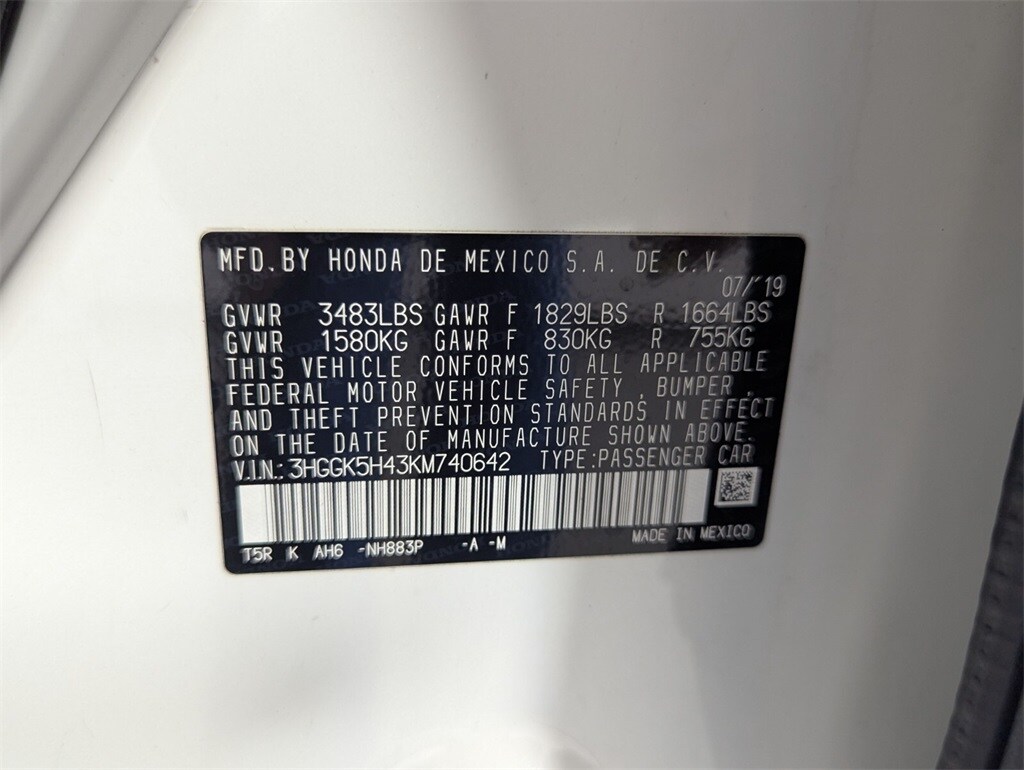 MFD. BY HONDA DE MEXICO S.A. DE C.V.
07/'19
GVWR 3483LBS GAWR F 1829LBS R 1664LBS
GVWR 1580KG GAWR F 830KG R 755KG
THIS VEHICLE CONFORMS TO ALL APPLICABLE
FEDERAL MOTOR VEHICLE SAFETY , BUMPER ,
AND THEFT PREVENTION STANDARDS IN EFFECT
ON THE DATE OF MANUFACTURE SHOWN ABOVE.
V.I.N.: 3HGGK5H43KM740642 TYPE:PASSENGER CAR
T5R K AH6 -NH883P -A -M MADE IN MEXICO